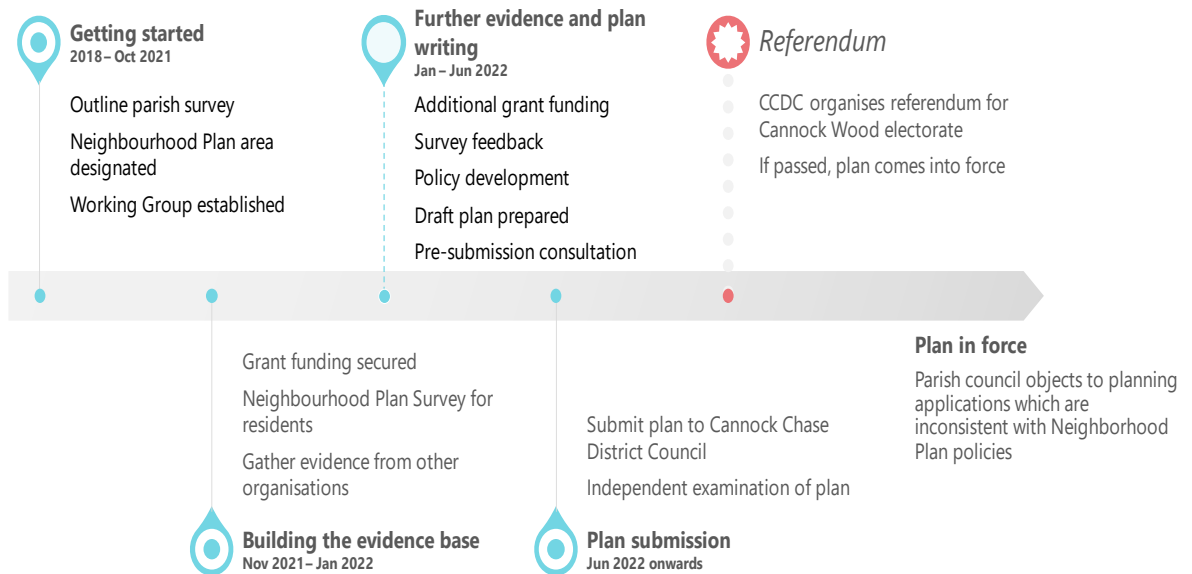 Getting started
2018– Oct 2021
Outline parish survey
Neighbourhood Plan area
designated
Working Group established
Further evidence and plan
writing
Jan – Jun 2022
Additional grant funding
Survey feedback
Policy development
Draft plan prepared
Pre-submission consultation
Referendum
CCDC organises referendum for
Cannock Wood electorate
If passed, plan comes into force
Grant funding secured
Neighbourhood Plan Survey for
residents
Gather evidence from other
organisations
Building the evidence base
Nov 2021– Jan 2022
Submit plan to Cannock Chase
District Council
Independent examination of plan
Plan submission
Jun 2022 onwards
Plan in force
Parish council objects to planning
applications which are
inconsistent with Neighborhood
Plan policies